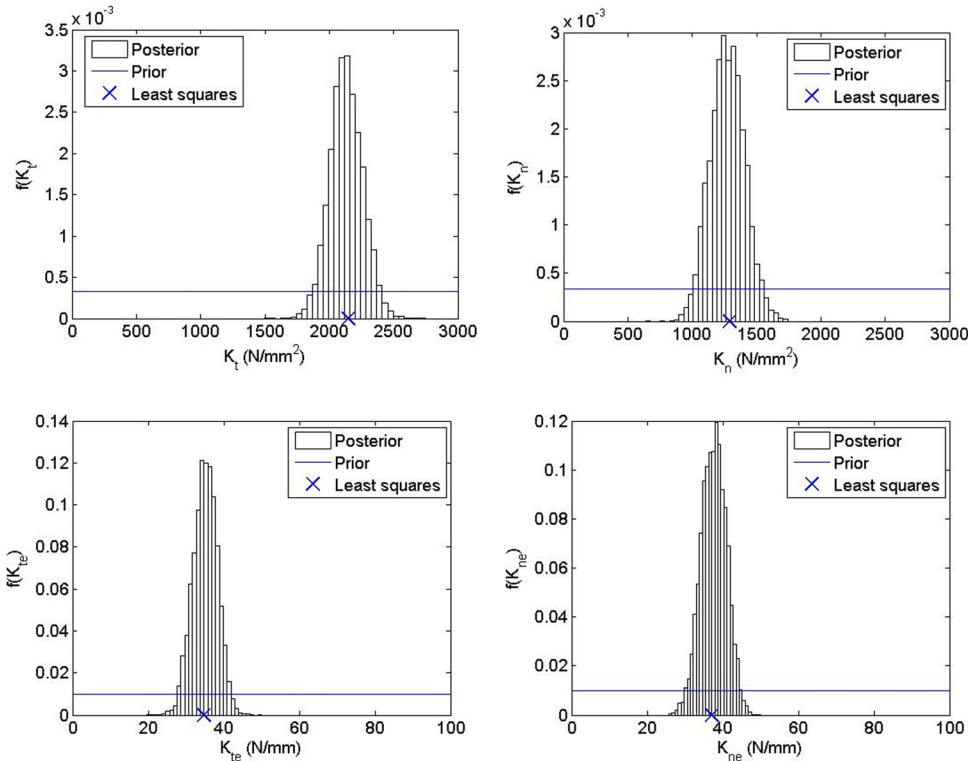 x 10⁻³
f(K_t)
3.5
3
2.5
2
1.5
1
0.5
0
Posterior
Prior
Least squares
0 500 1000 1500 2000 2500 3000
K_t (N/mm²)
x 10⁻³
f(K_n)
3
2.5
2
1.5
1
0.5
0
Posterior
Prior
Least squares
0 500 1000 1500 2000 2500 3000
K_n (N/mm²)
f(K_te)
0.14
0.12
0.1
0.08
0.06
0.04
0.02
0
Posterior
Prior
Least squares
0 20 40 60 80 100
K_te (N/mm)
f(K_ne)
0.12
0.1
0.08
0.06
0.04
0.02
0
Posterior
Prior
Least squares
0 20 40 60 80 100
K_ne (N/mm)